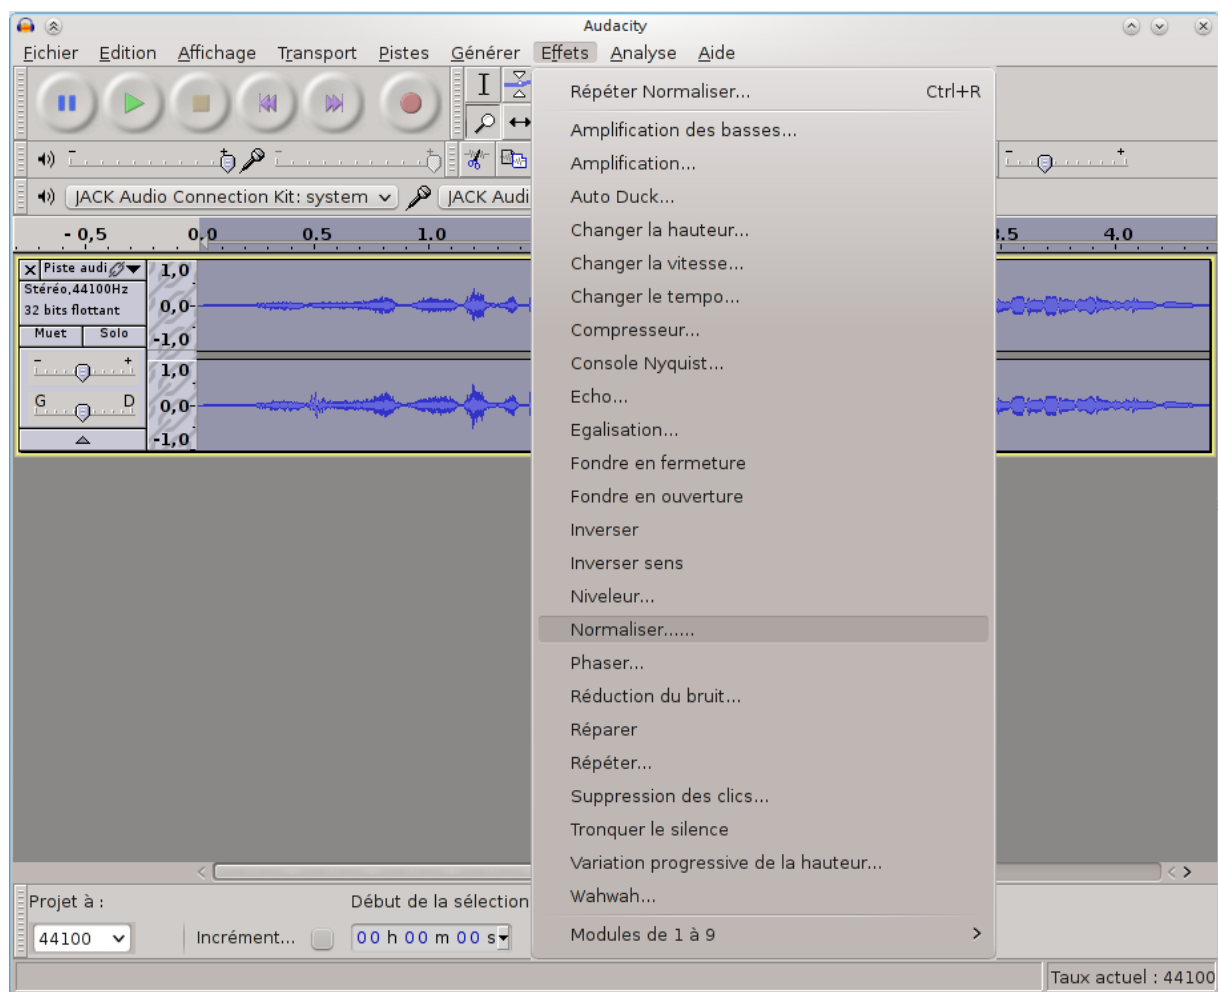 Audacity
Fichier Edition Affichage Transport Pistes Générer Effets Analyse Aide
Répéter Normaliser... Ctrl+R
Amplification des basses...
Amplification...
Auto Duck...
Changer la hauteur...
Changer la vitesse...
Changer le tempo...
Compresseur...
Console Nyquist...
Echo...
Egalisation...
Fondre en fermeture
Fondre en ouverture
Inverser
Inverser sens
Niveleur...
Normaliser......
Phaser...
Réduction du bruit...
Réparer
Répéter...
Suppression des clics...
Tronquer le silence
Variation progressive de la hauteur...
Wahwah...
Modules de 1 à 9
- + - + - +
JACK Audio Connection Kit: system JACK Audi
- 0,5 0,0 0.5 1.0 3.5 4.0
Piste audi
Stéréo,44100Hz
32 bits flottant
Muet Solo
- +
G D
1,0
0,0
-1,0
1,0
0,0
-1,0
Projet à : Début de la sélection
44100 Incrément... 00 h 00 m 00 s
Taux actuel : 44100